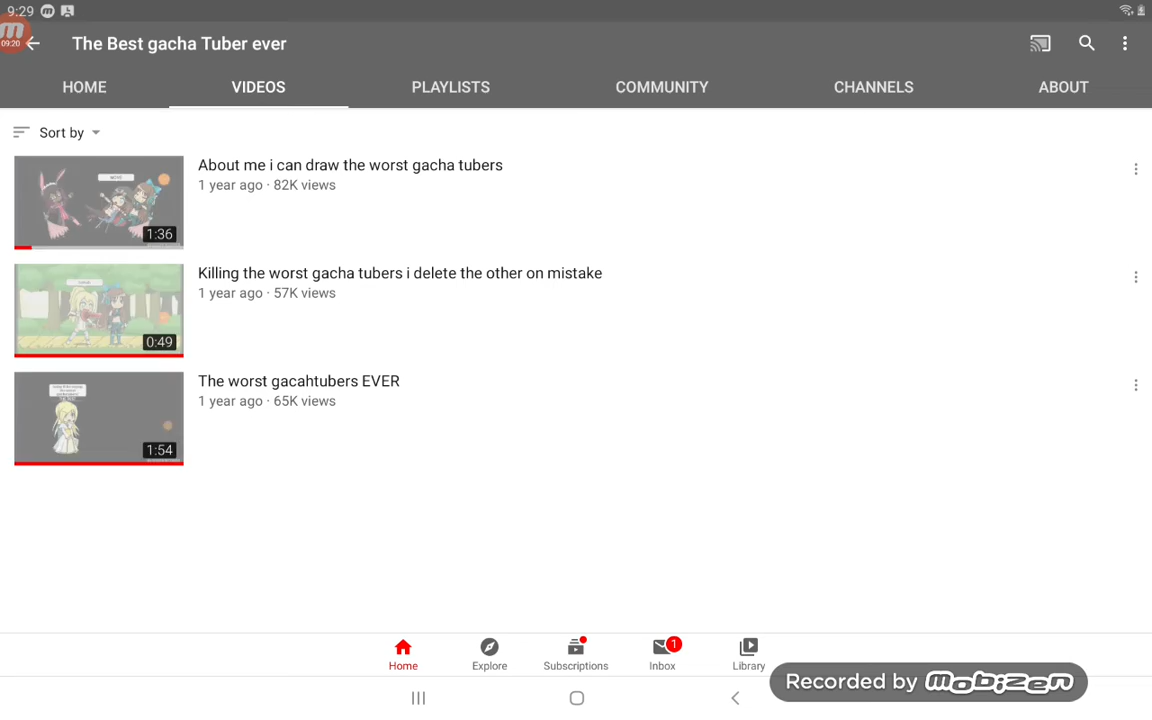 9:29
09:20
The Best gacha Tuber ever
HOME VIDEOS PLAYLISTS COMMUNITY CHANNELS ABOUT
Sort by
About me i can draw the worst gacha tubers
1 year ago · 82K views
1:36
Killing the worst gacha tubers i delete the other on mistake
1 year ago · 57K views
0:49
The worst gacahtubers EVER
1 year ago · 65K views
1:54
1
Home Explore Subscriptions Inbox Library
Recorded by mobizen